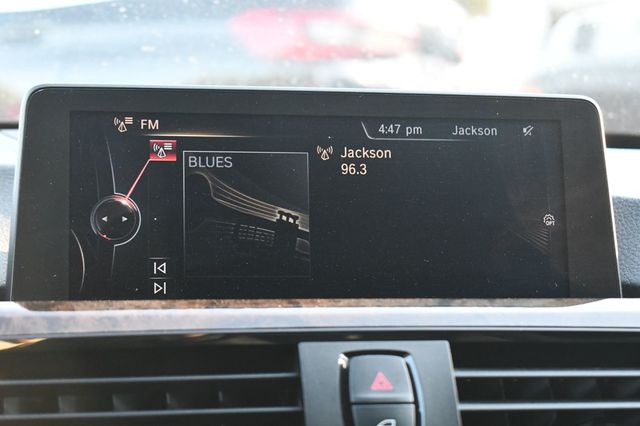 FM
4:47 pm Jackson
BLUES
Jackson
96.3
OPT